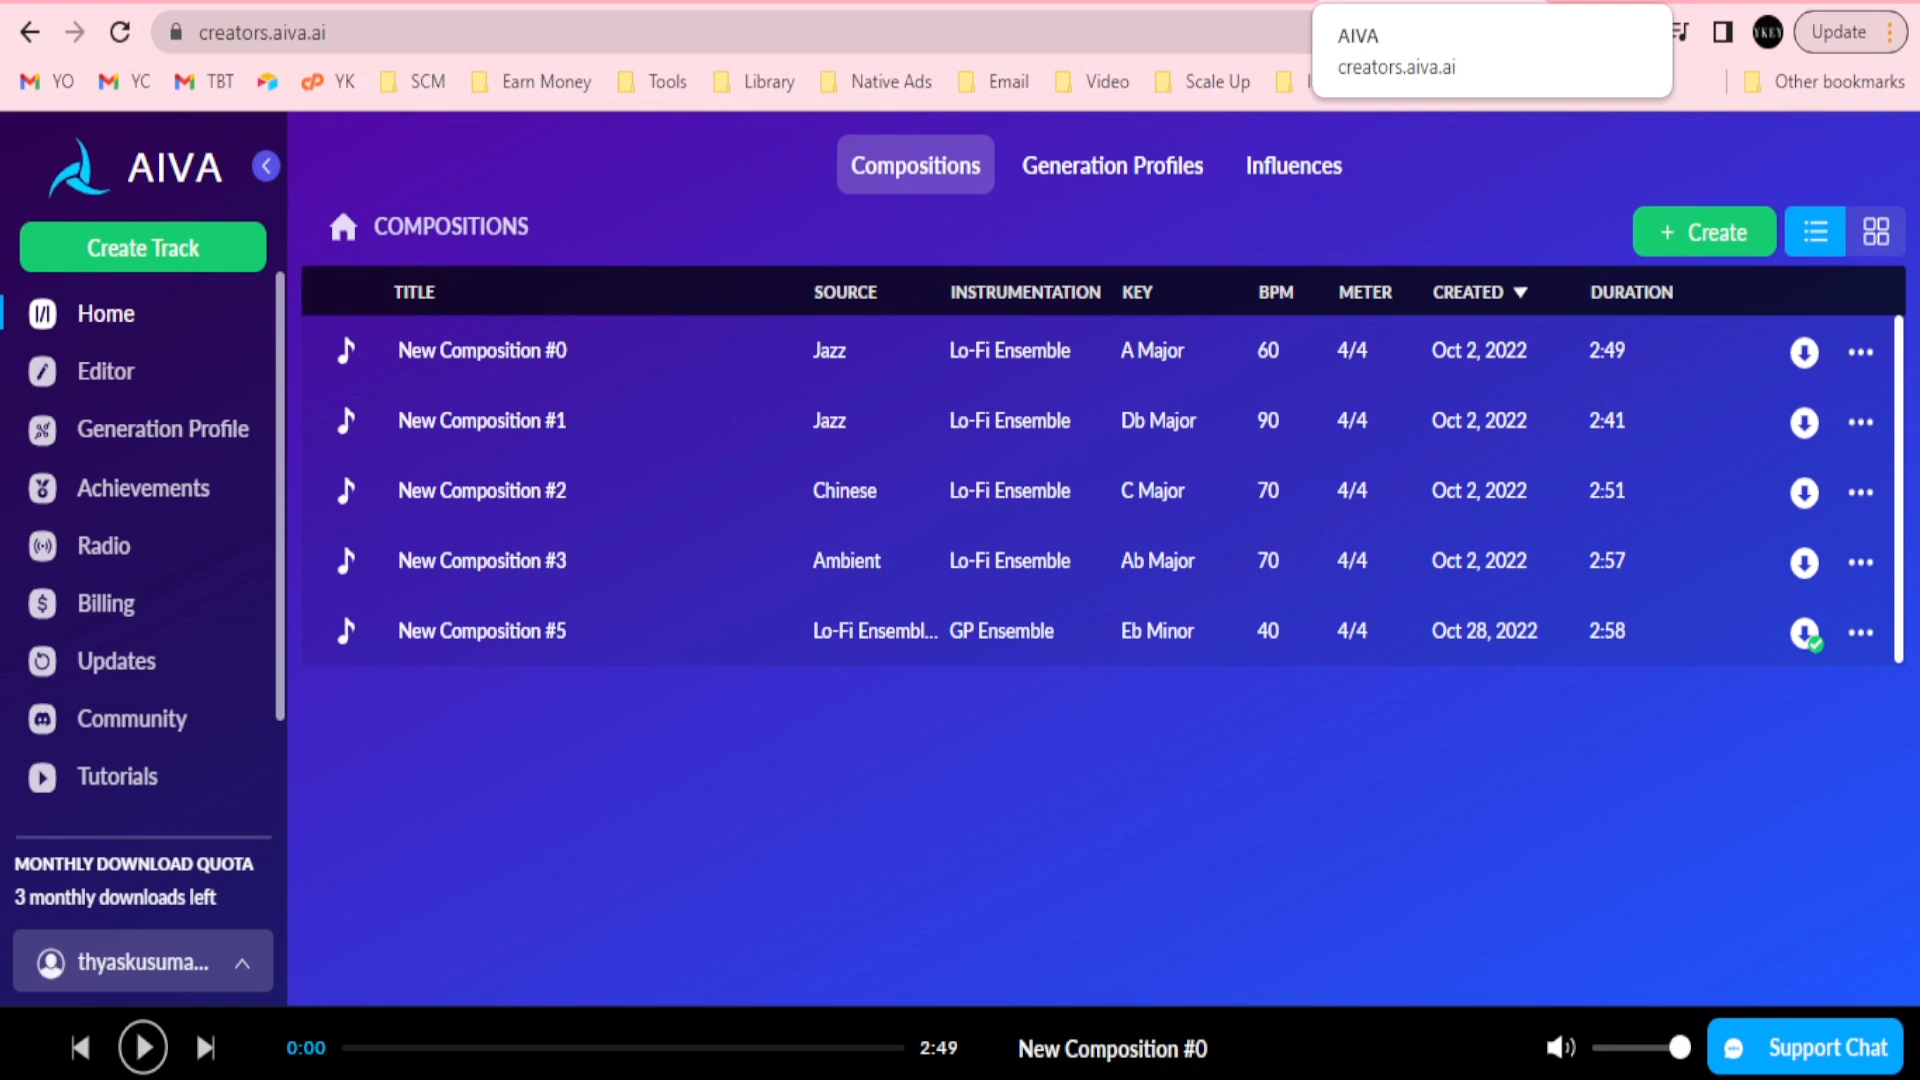 creators.aiva.ai
AIVA
creators.aiva.ai
YKEY
Update
YO
YC
TBT
YK
SCM
Earn Money
Tools
Library
Native Ads
Email
Video
Scale Up
Other bookmarks
AIVA
Create Track
Home
Editor
Generation Profile
Achievements
Radio
Billing
Updates
Community
Tutorials
MONTHLY DOWNLOAD QUOTA
3 monthly downloads left
thyaskusuma...
Compositions Generation Profiles Influences
COMPOSITIONS
+ Create
TITLE SOURCE INSTRUMENTATION KEY BPM METER CREATED ▼ DURATION
New Composition #0 Jazz Lo-Fi Ensemble A Major 60 4/4 Oct 2, 2022 2:49
New Composition #1 Jazz Lo-Fi Ensemble Db Major 90 4/4 Oct 2, 2022 2:41
New Composition #2 Chinese Lo-Fi Ensemble C Major 70 4/4 Oct 2, 2022 2:51
New Composition #3 Ambient Lo-Fi Ensemble Ab Major 70 4/4 Oct 2, 2022 2:57
New Composition #5 Lo-Fi Ensembl... GP Ensemble Eb Minor 40 4/4 Oct 28, 2022 2:58
0:00 2:49 New Composition #0
Support Chat